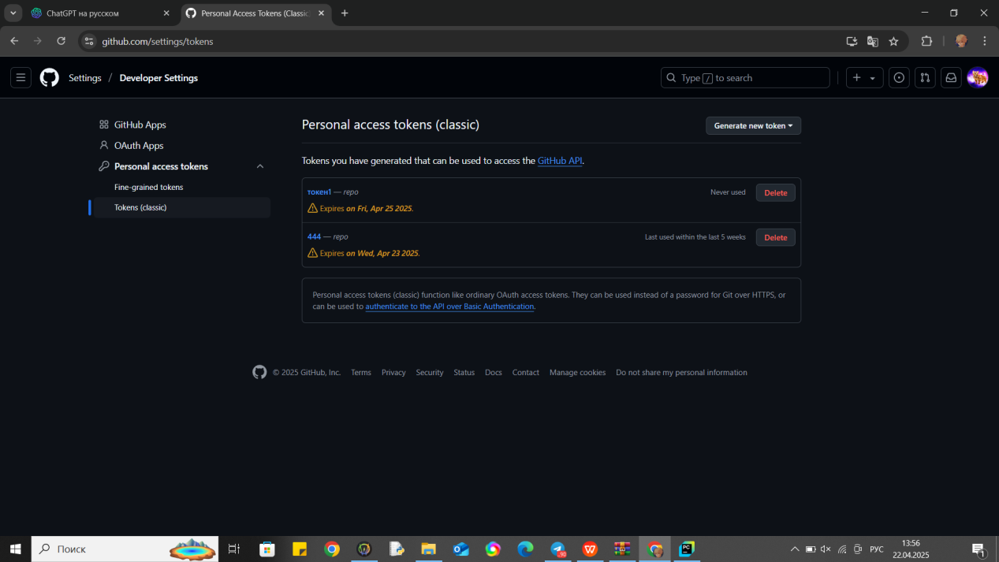 ChatGPT на русском
Personal Access Tokens (Classic
github.com/settings/tokens
Settings / Developer Settings
Type / to search
GitHub Apps
OAuth Apps
Personal access tokens
Fine-grained tokens
Tokens (classic)
Personal access tokens (classic)
Generate new token
Tokens you have generated that can be used to access the GitHub API.
токен1 — repo
Never used
Delete
Expires on Fri, Apr 25 2025.
444 — repo
Last used within the last 5 weeks
Delete
Expires on Wed, Apr 23 2025.
Personal access tokens (classic) function like ordinary OAuth access tokens. They can be used instead of a password for Git over HTTPS, or
can be used to authenticate to the API over Basic Authentication.
© 2025 GitHub, Inc. Terms Privacy Security Status Docs Contact Manage cookies Do not share my personal information
Поиск
РУС
13:56
22.04.2025
1